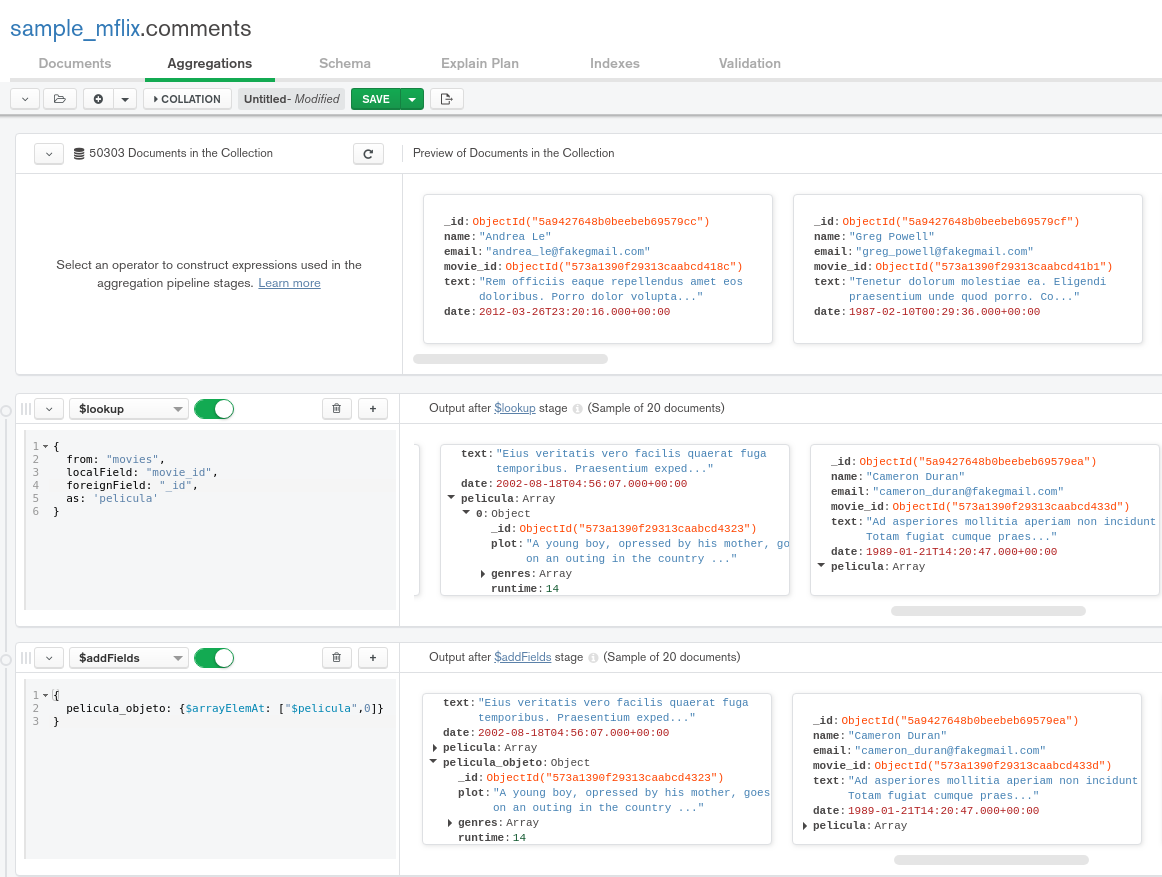 sample_mflix.comments
Documents Aggregations Schema Explain Plan Indexes Validation
COLLATION Untitled- Modified SAVE
50303 Documents in the Collection Preview of Documents in the Collection
Select an operator to construct expressions used in the
aggregation pipeline stages. Learn more
_id: ObjectId("5a9427648b0beebeb69579cc")
name: "Andrea Le"
email: "andrea_le@fakegmail.com"
movie_id: ObjectId("573a1390f29313caabcd418c")
text: "Rem officiis eaque repellendus amet eos
doloribus. Porro dolor volupta..."
date: 2012-03-26T23:20:16.000+00:00
_id: ObjectId("5a9427648b0beebeb69579cf")
name: "Greg Powell"
email: "greg_powell@fakegmail.com"
movie_id: ObjectId("573a1390f29313caabcd41b1")
text: "Tenetur dolorum molestiae ea. Eligendi
praesentium unde quod porro. Co..."
date: 1987-02-10T00:29:36.000+00:00
$lookup
Output after $lookup stage (Sample of 20 documents)
1 {
2 from: "movies",
3 localField: "movie_id",
4 foreignField: "_id",
5 as: 'pelicula'
6 }
text: "Eius veritatis vero facilis quaerat fuga
temporibus. Praesentium exped..."
date: 2002-08-18T04:56:07.000+00:00
pelicula: Array
0: Object
_id: ObjectId("573a1390f29313caabcd4323")
plot: "A young boy, opressed by his mother, go
on an outing in the country ..."
genres: Array
runtime: 14
_id: ObjectId("5a9427648b0beebeb69579ea")
name: "Cameron Duran"
email: "cameron_duran@fakegmail.com"
movie_id: ObjectId("573a1390f29313caabcd433d")
text: "Ad asperiores mollitia aperiam non incidunt
Totam fugiat cumque praes..."
date: 1989-01-21T14:20:47.000+00:00
pelicula: Array
$addFields
Output after $addFields stage (Sample of 20 documents)
1 {
2 pelicula_objeto: {$arrayElemAt: ["$pelicula",0]}
3 }
text: "Eius veritatis vero facilis quaerat fuga
temporibus. Praesentium exped..."
date: 2002-08-18T04:56:07.000+00:00
pelicula: Array
pelicula_objeto: Object
_id: ObjectId("573a1390f29313caabcd4323")
plot: "A young boy, opressed by his mother, goes
on an outing in the country ..."
genres: Array
runtime: 14
_id: ObjectId("5a9427648b0beebeb69579ea")
name: "Cameron Duran"
email: "cameron_duran@fakegmail.com"
movie_id: ObjectId("573a1390f29313caabcd433d")
text: "Ad asperiores mollitia aperiam non incidunt
Totam fugiat cumque praes..."
date: 1989-01-21T14:20:47.000+00:00
pelicula: Array